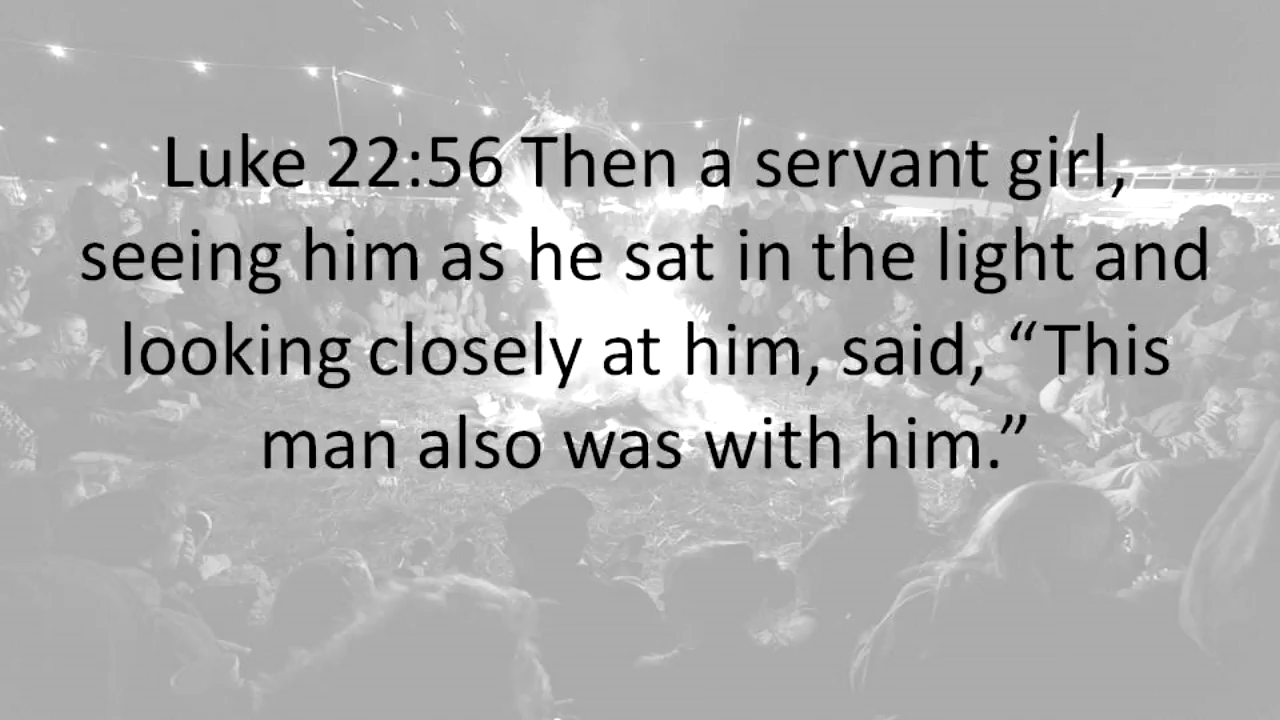 Luke 22:56 Then a servant girl,
seeing him as he sat in the light and
looking closely at him, said, “This
man also was with him.”